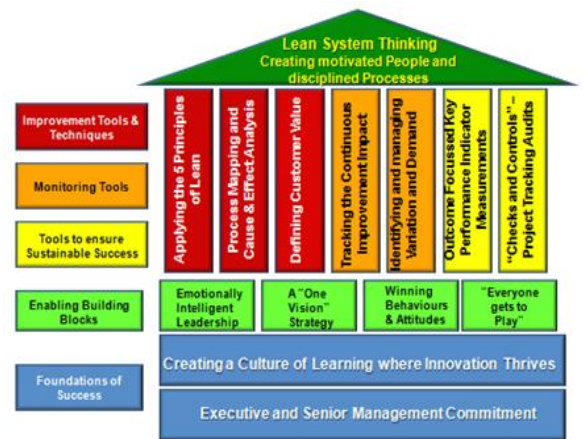 Lean System Thinking
Creating motivated People and
disciplined Processes
Improvement Tools &
Techniques
Monitoring Tools
Tools to ensure
Sustainable Success
Enabling Building
Blocks
Foundations of
Success
Applying the 5 Principles
of Lean
Process Mapping and
Cause & Effect Analysis
Defining Customer Value
Tracking the Continuous
Improvement Impact
Identifying and managing
Variation and Demand
Outcome Focussed Key
Performance Indicator
Measurements
"Checks and Controls" –
Project Tracking Audits
Emotionally
Intelligent
Leadership
A "One
Vision"
Strategy
Winning
Behaviours
& Attitudes
"Everyone
gets to
Play"
Creating a Culture of Learning where Innovation Thrives
Executive and Senior Management Commitment